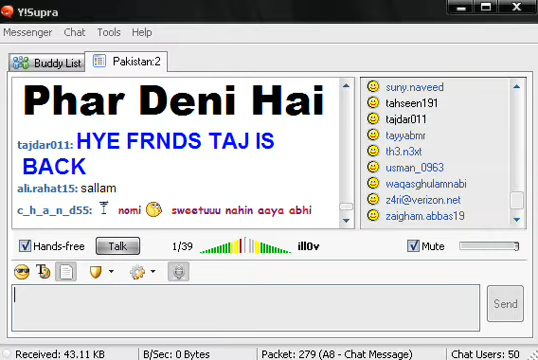 Y!Supra
Messenger Chat Tools Help
Buddy List Pakistan:2
Phar Deni Hai
tajdar011: HYE FRNDS TAJ IS
BACK
ali.rahat15: sallam
c_h_a_n_d55: nomi sweetuuu nahin aaya abhi
suny.naveed
tahseen191
tajdar011
tayyabmr
th3.n3xt
usman_0963
waqasghulamnabi
z4ri@verizon.net
zaigham.abbas19
Hands-free Talk 1/39 ill0v Mute
Send
Received: 43.11 KB B/Sec: 0 Bytes Packet: 279 (A8 - Chat Message) Chat Users: 50